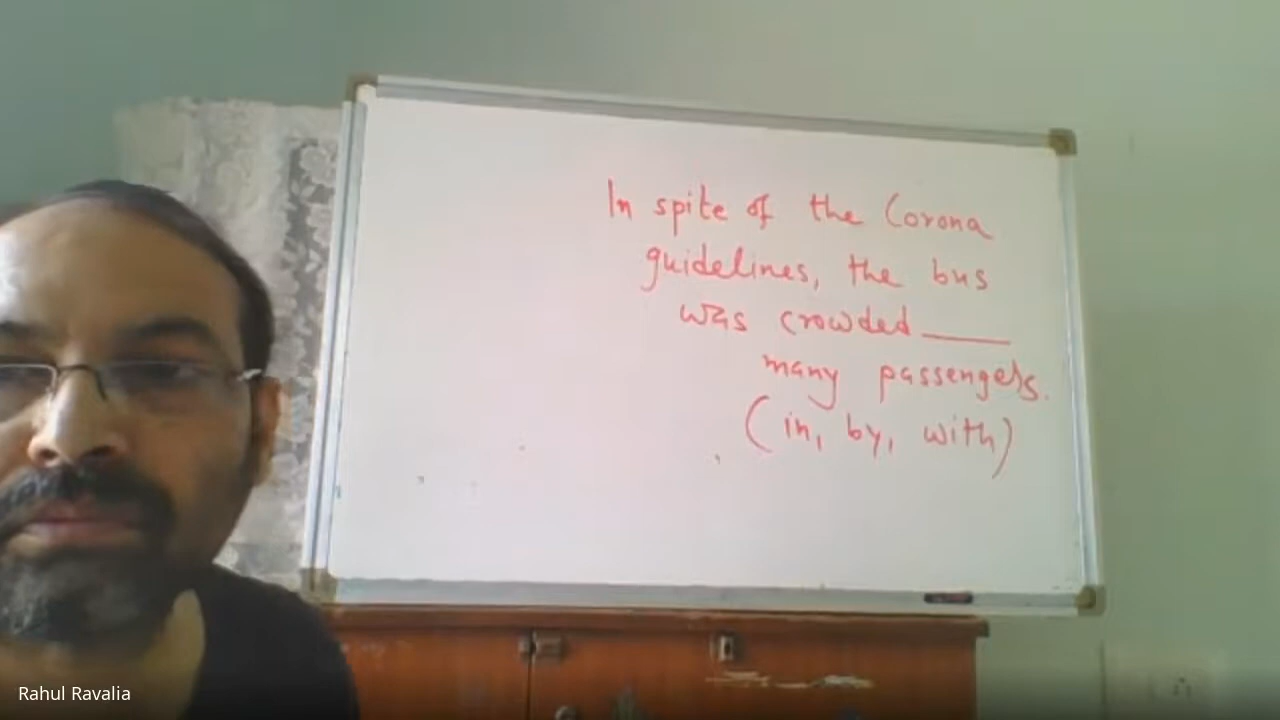 In spite of the Corona
guidelines, the bus
was crowded ____
many passengers.
(in, by, with)
Rahul Ravalia